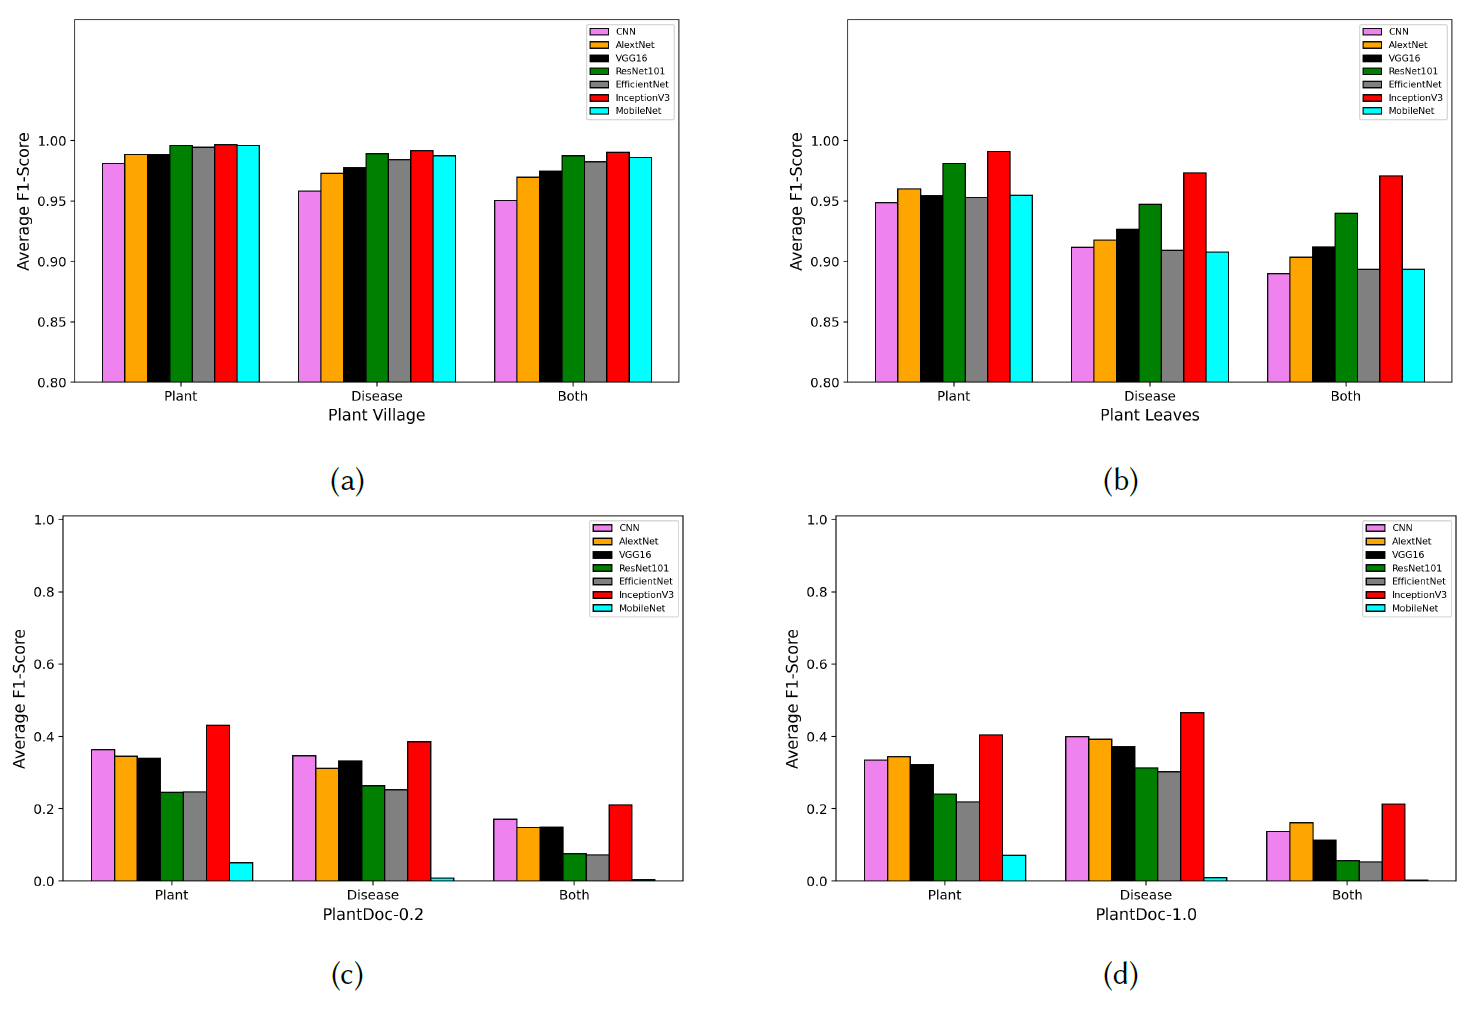 CNN
AlextNet
VGG16
ResNet101
EfficientNet
InceptionV3
MobileNet
1.00
0.95
0.90
0.85
0.80
Average F1-Score
Plant
Disease
Both
Plant Village
(a)
CNN
AlextNet
VGG16
ResNet101
EfficientNet
InceptionV3
MobileNet
1.00
0.95
0.90
0.85
0.80
Average F1-Score
Plant
Disease
Both
Plant Leaves
(b)
CNN
AlextNet
VGG16
ResNet101
EfficientNet
InceptionV3
MobileNet
1.0
0.8
0.6
0.4
0.2
0.0
Average F1-Score
Plant
Disease
Both
PlantDoc-0.2
(c)
CNN
AlextNet
VGG16
ResNet101
EfficientNet
InceptionV3
MobileNet
1.0
0.8
0.6
0.4
0.2
0.0
Average F1-Score
Plant
Disease
Both
PlantDoc-1.0
(d)